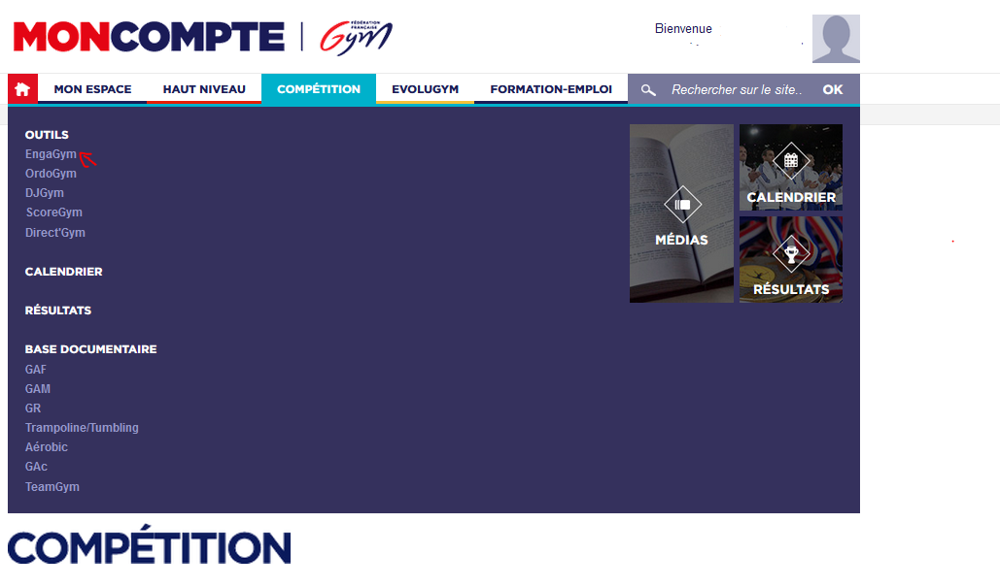 MONCOMPTE
FÉDÉRATION
FRANÇAISE
Gym
Bienvenue
MON ESPACE
HAUT NIVEAU
COMPÉTITION
EVOLUGYM
FORMATION-EMPLOI
Rechercher sur le site..
OK
OUTILS
EngaGym
OrdoGym
DJGym
ScoreGym
Direct'Gym
CALENDRIER
RÉSULTATS
BASE DOCUMENTAIRE
GAF
GAM
GR
Trampoline/Tumbling
Aérobic
GAc
TeamGym
MÉDIAS
CALENDRIER
RÉSULTATS
COMPÉTITION